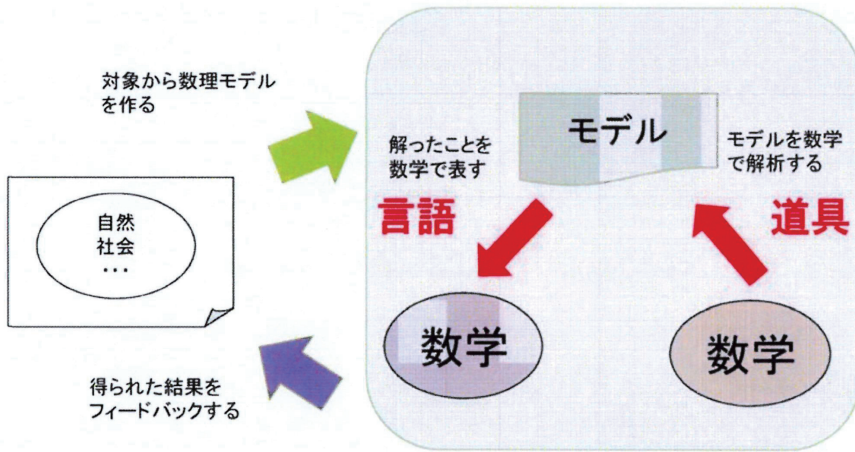 対象から数理モデル
を作る
自然
社会
・・・
得られた結果を
フィードバックする
モデル
解ったことを
数学で表す
言語
モデルを数学
で解析する
道具
数学
数学